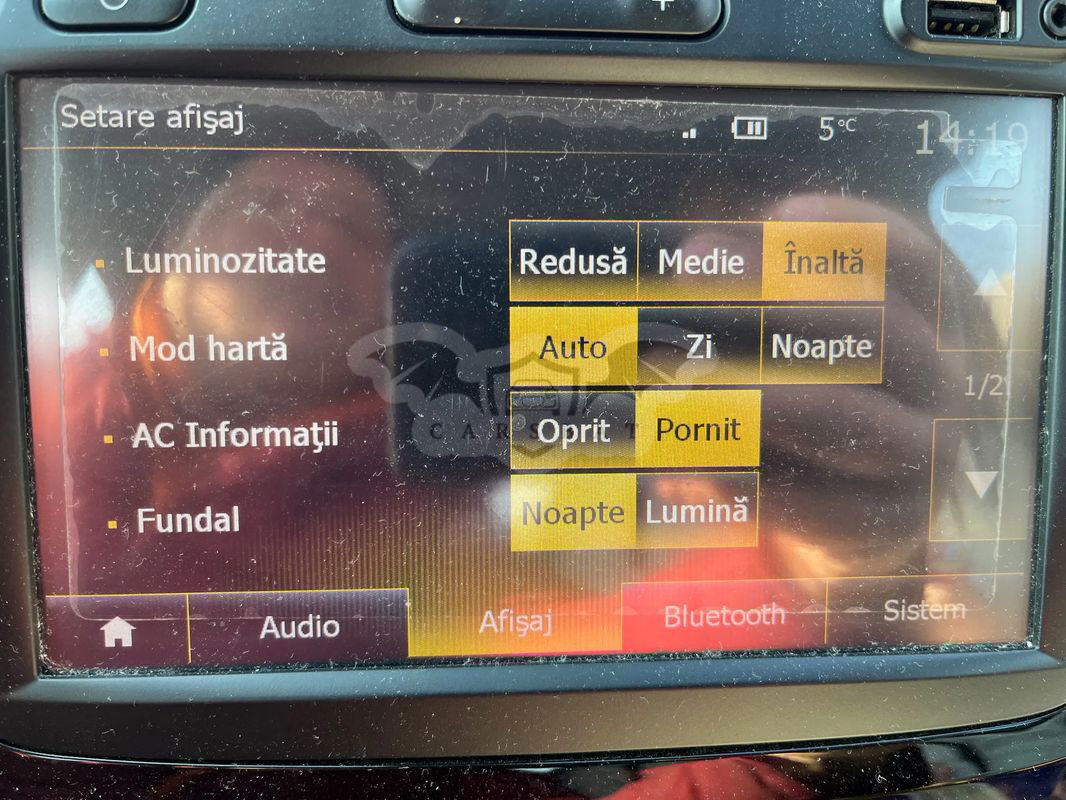 Setare afişaj 5°C 14:19
Luminozitate Redusă Medie Înaltă
Mod hartă Auto Zi Noapte
AC Informaţii Oprit Pornit
Fundal Noapte Lumină
1/2
Audio Afişaj Bluetooth Sistem